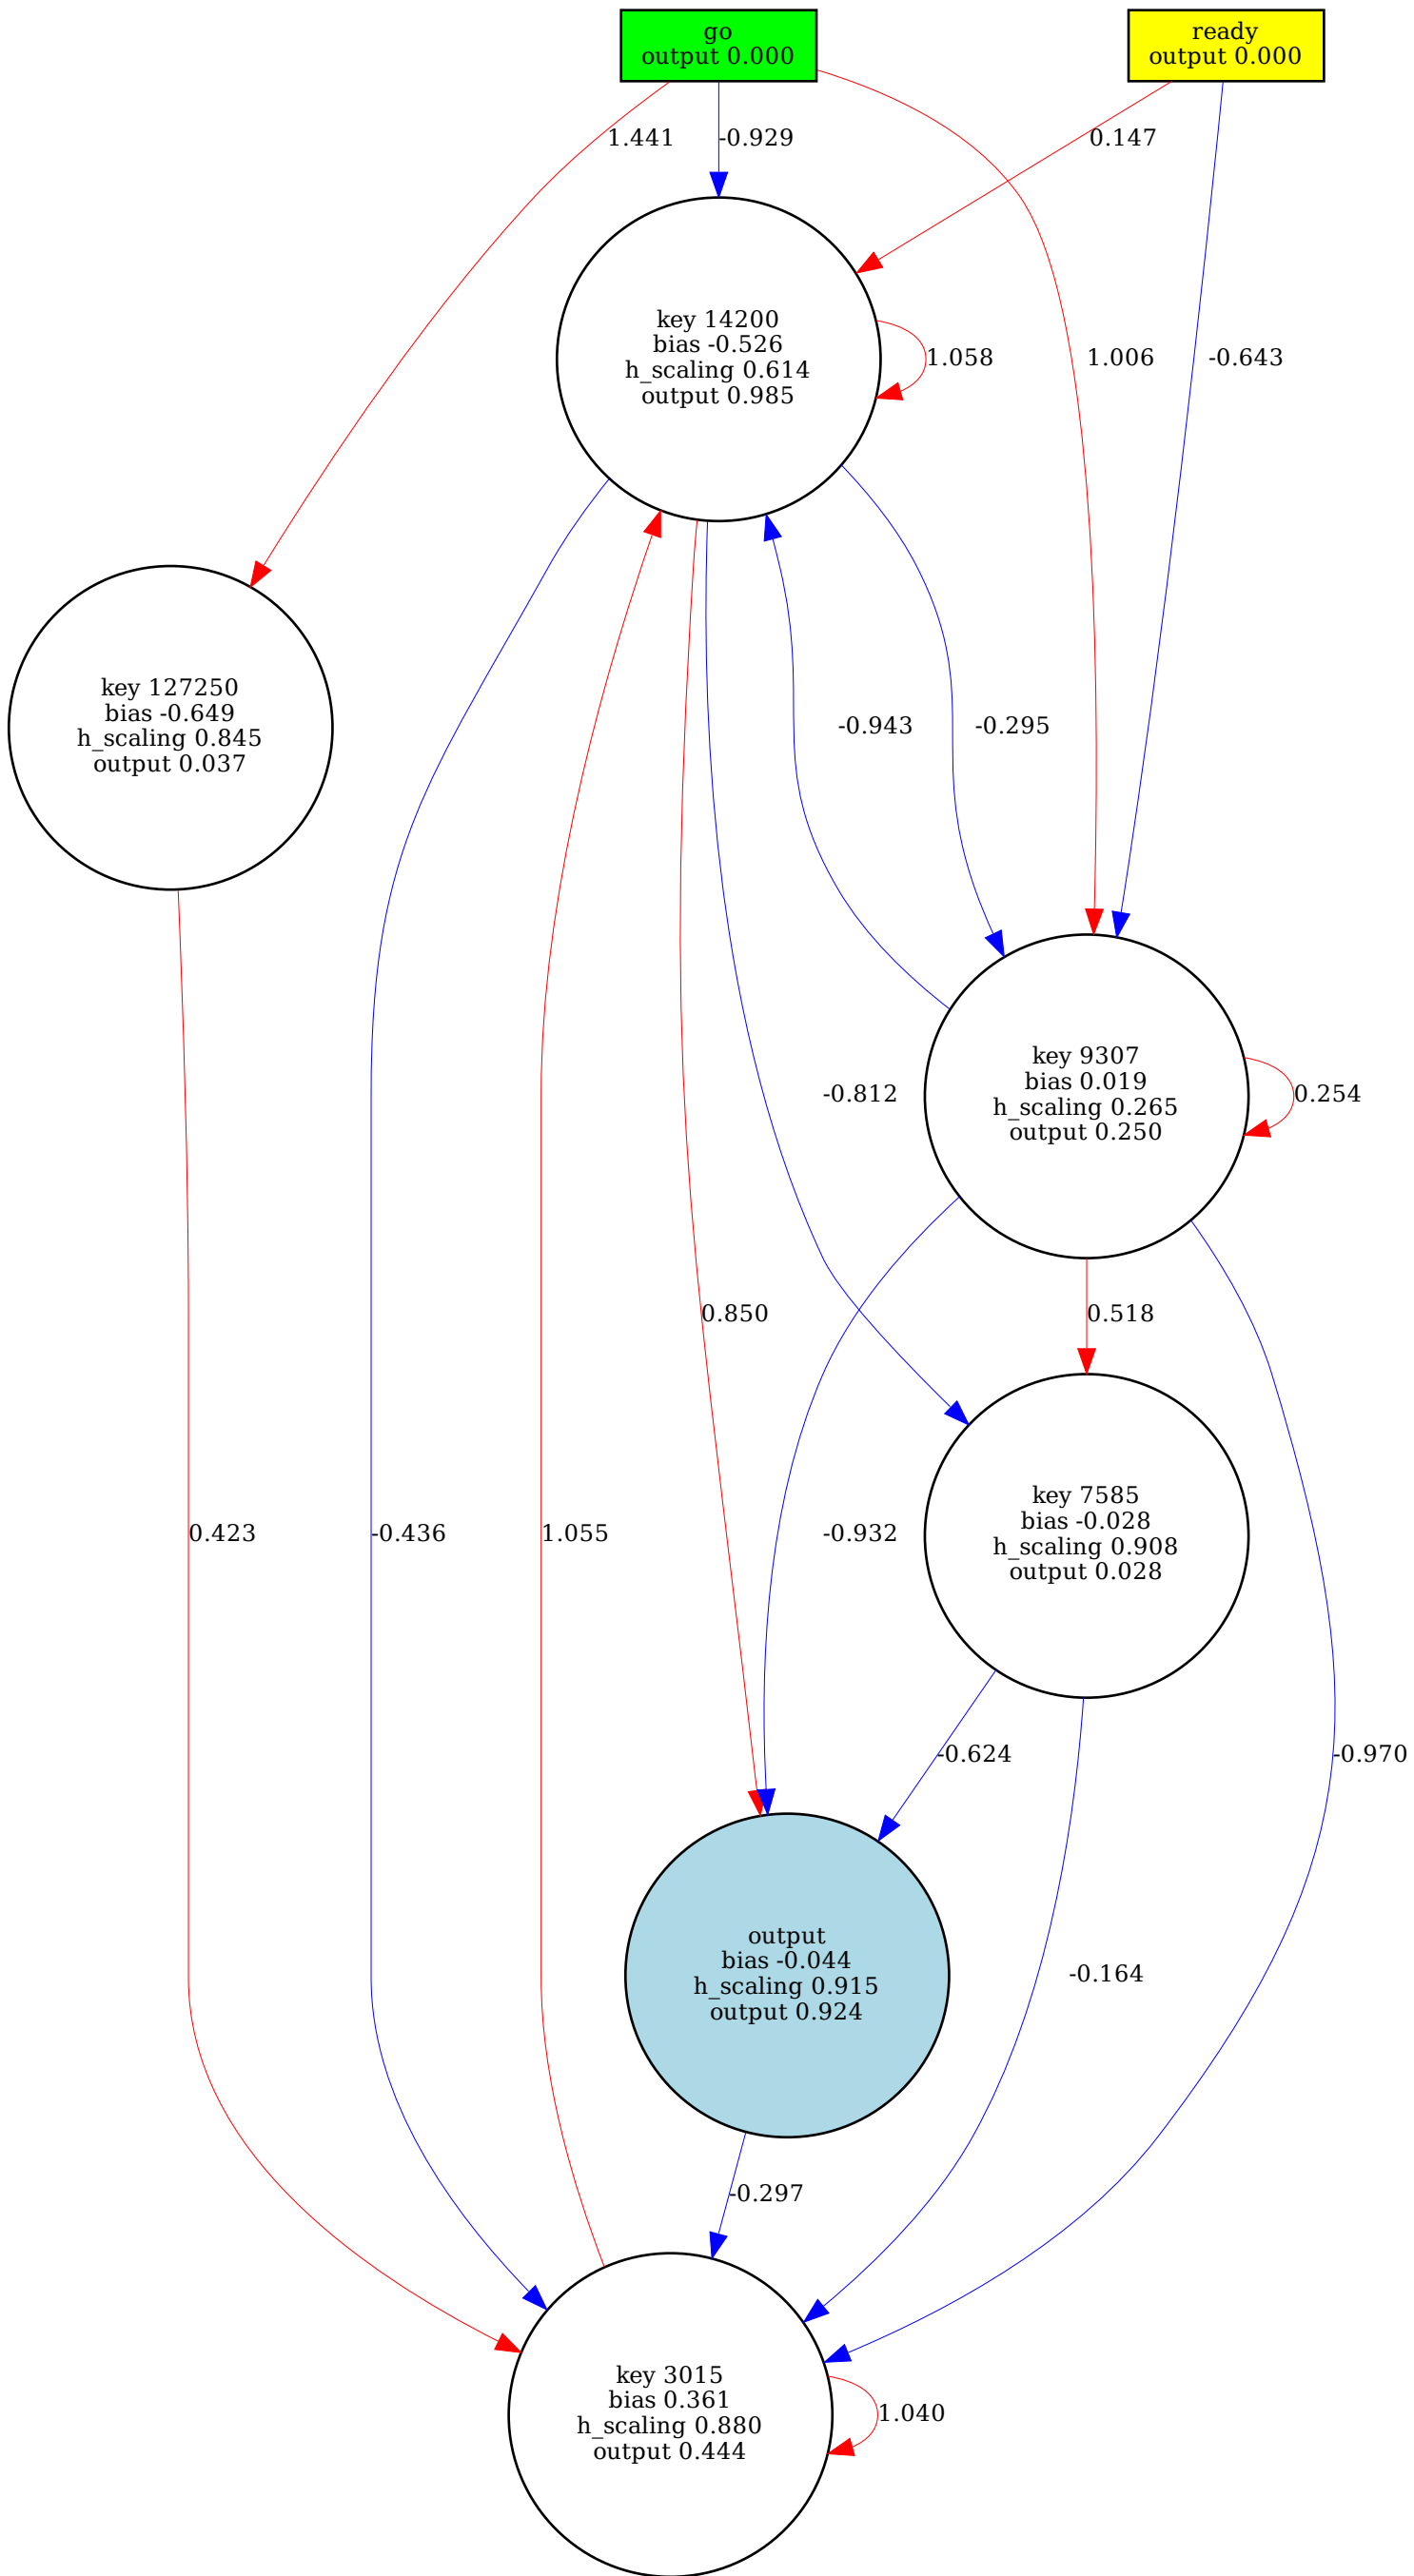 go
output 0.000
ready
output 0.000
1.441
-0.929
0.147
key 14200
bias -0.526
h_scaling 0.614
output 0.985
1.058
1.006
-0.643
key 127250
bias -0.649
h_scaling 0.845
output 0.037
-0.943
-0.295
key 9307
bias 0.019
h_scaling 0.265
output 0.250
-0.812
0.254
0.850
0.518
key 7585
bias -0.028
h_scaling 0.908
output 0.028
0.423
-0.436
1.055
-0.932
-0.624
-0.970
output
bias -0.044
h_scaling 0.915
output 0.924
-0.164
-0.297
key 3015
bias 0.361
h_scaling 0.880
output 0.444
1.040